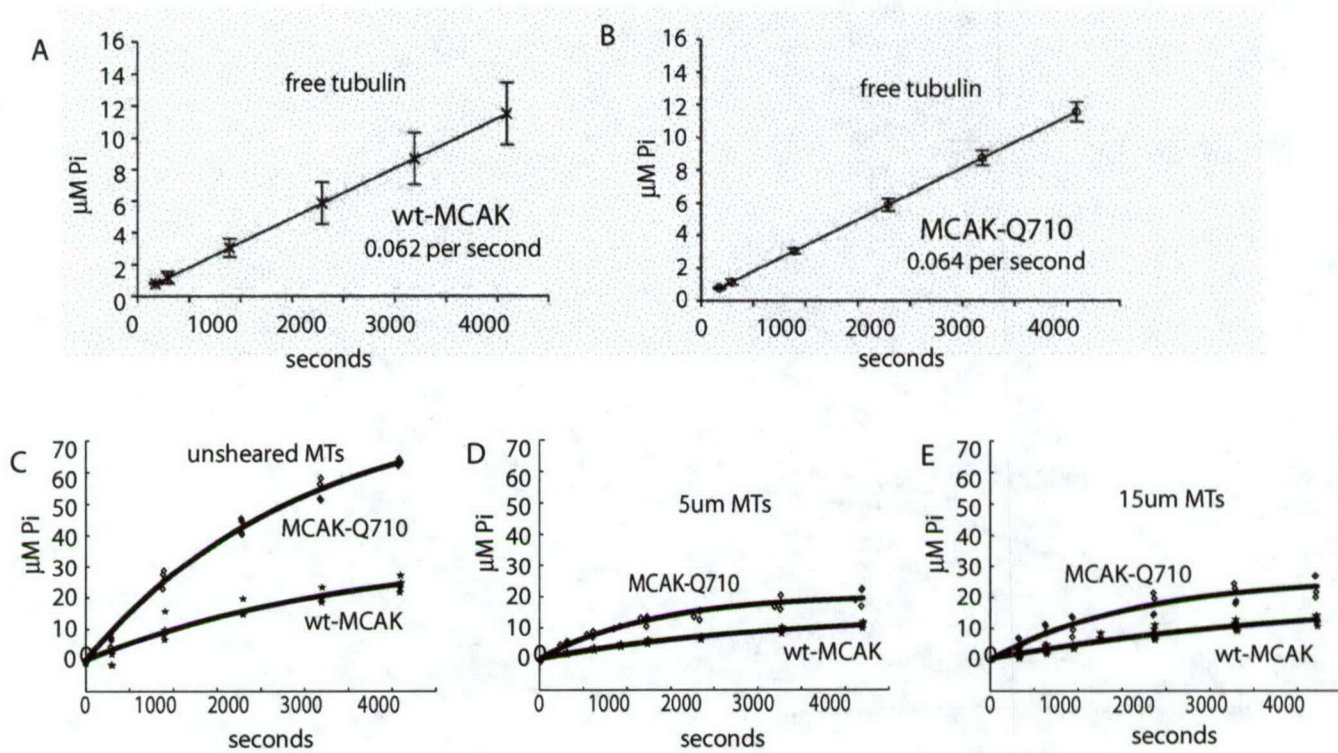 A
16
14
12
10
8
6
4
2
0
µM Pi
free tubulin
wt-MCAK
0.062 per second
0 1000 2000 3000 4000
seconds
B
16
14
12
10
8
6
4
2
0
µM Pi
free tubulin
MCAK-Q710
0.064 per second
0 1000 2000 3000 4000
seconds
C
70
60
50
40
30
20
10
0
µM Pi
unsheared MTs
MCAK-Q710
wt-MCAK
0 1000 2000 3000 4000
seconds
D
70
60
50
40
30
20
10
0
µM Pi
5um MTs
MCAK-Q710
wt-MCAK
0 1000 2000 3000 4000
seconds
E
70
60
50
40
30
20
10
0
µM Pi
15um MTs
MCAK-Q710
wt-MCAK
0 1000 2000 3000 4000
seconds